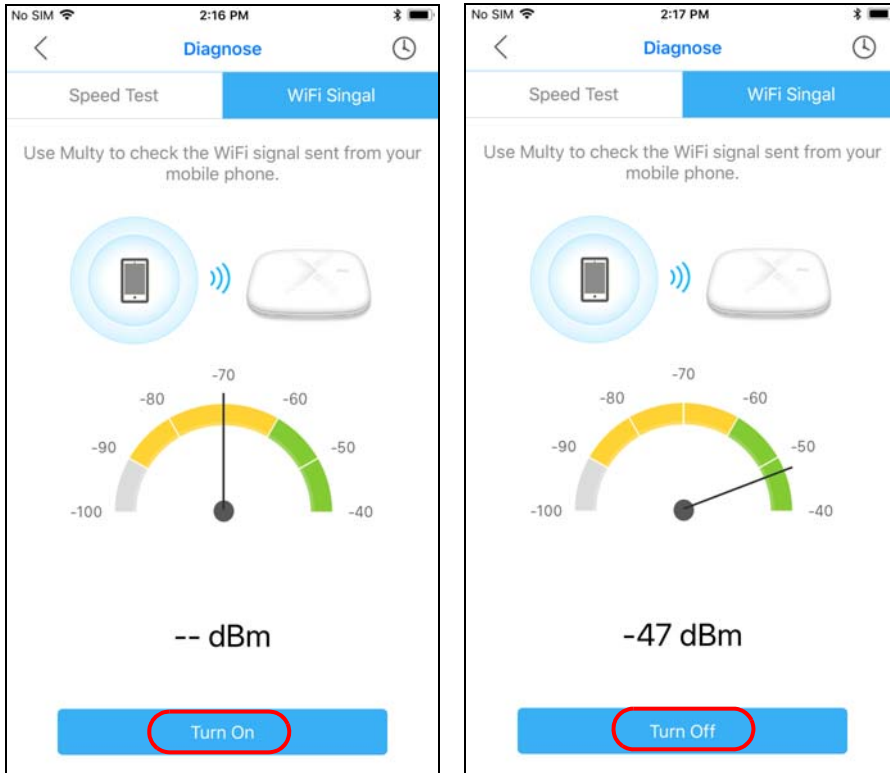 No SIM 2:16 PM
Diagnose
Speed Test WiFi Singal
Use Multy to check the WiFi signal sent from your
mobile phone.
-70
-80 -60
-90 -50
-100 -40
-- dBm
Turn On
No SIM 2:17 PM
Diagnose
Speed Test WiFi Singal
Use Multy to check the WiFi signal sent from your
mobile phone.
-70
-80 -60
-90 -50
-100 -40
-47 dBm
Turn Off